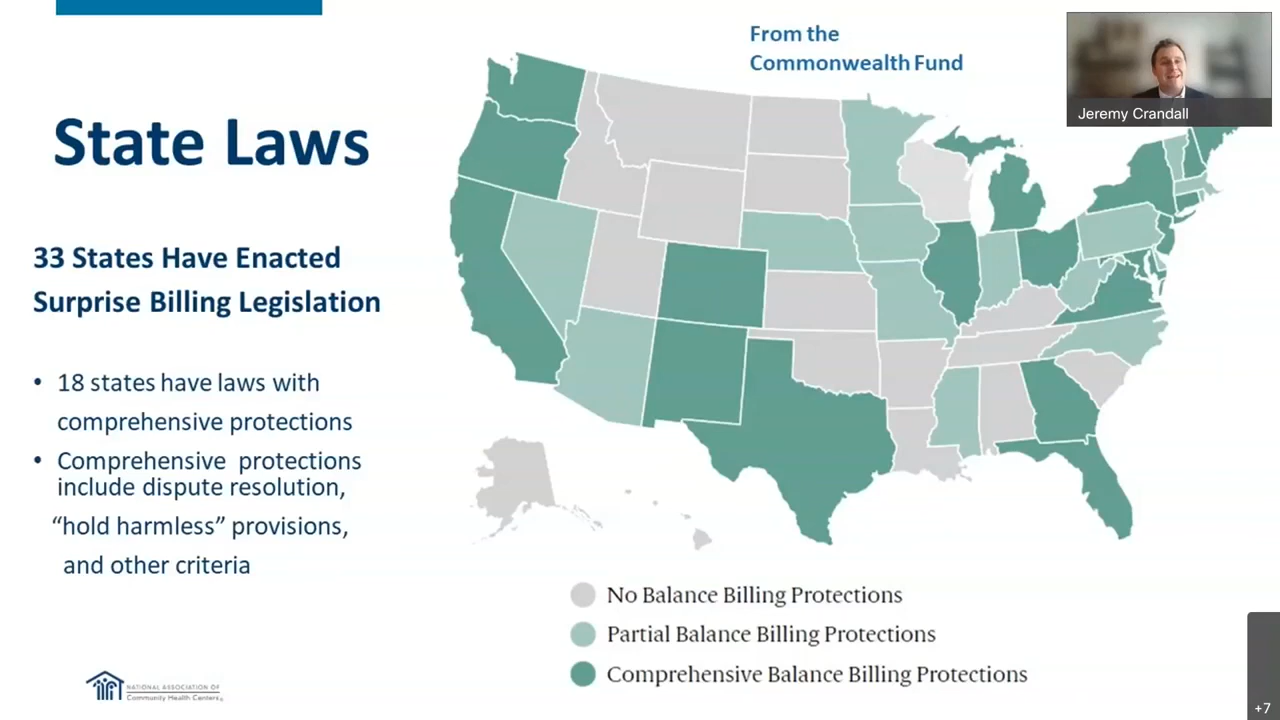 From the
Commonwealth Fund
Jeremy Crandall
State Laws
33 States Have Enacted
Surprise Billing Legislation
• 18 states have laws with
comprehensive protections
• Comprehensive protections
include dispute resolution,
“hold harmless” provisions,
and other criteria
No Balance Billing Protections
Partial Balance Billing Protections
Comprehensive Balance Billing Protections
NATIONAL ASSOCIATION OF
Community Health Centers
+7